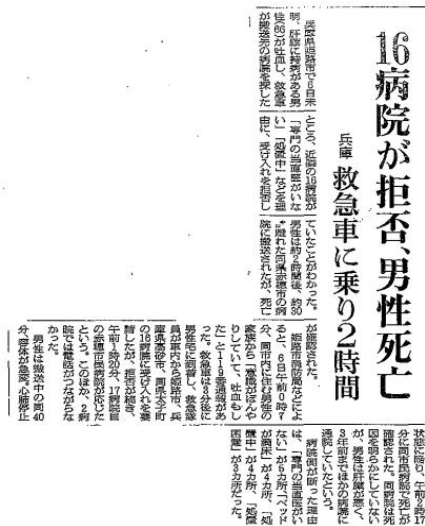 16病院が拒否、男性死亡
兵庫 救急車に乗り2時間
兵庫県姫路市で6日未
明、肝臓に持病がある男
性(66)が吐血し、救急車
が搬送先の病院を探した
ところ、近隣の16病院が
「専門の当直医がいな
い」「処置中」などを理
由に、受け入れを拒否し
ていたことがわかった。
男性は約2時間後、約30
㌔離れた同県赤穂市の病
院に搬送されたが、死亡
が確認された。
姫路市消防局などによ
ると、6日午前0時7
分、同市内に住む男性の
家族から「意識がぼんや
りしていて、吐血もし
た」と119番通報があ
った。救急車は3分後に
男性宅に到着し、救急隊
員が車内から姫路市、兵
庫県高砂市、同県太子町
の16病院に受け入れを要
請したが、拒否が続き、
午前1時20分、17病院目
の赤穂市民病院が応じた
という。このほか、2病
院では電話がつながらな
かった。
男性は搬送中の同40
分、容体が急変。心肺停止
状態に陥り、午前2時17
分に同市民病院で死亡が
確認された。同病院は死
因を明らかにしていない
が、男性は肝臓が悪く、
3年前までほかの病院に
通院していたという。
病院側が断った理由
は、「専門の当直医がい
ない」が5カ所、「ベッド
が満床」が4カ所、「処
置中」が4カ所、「処置
困難」が3カ所だった。